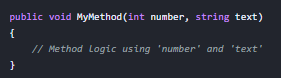 public void MyMethod(int number, string text)
{
    // Method logic using 'number' and 'text'
}